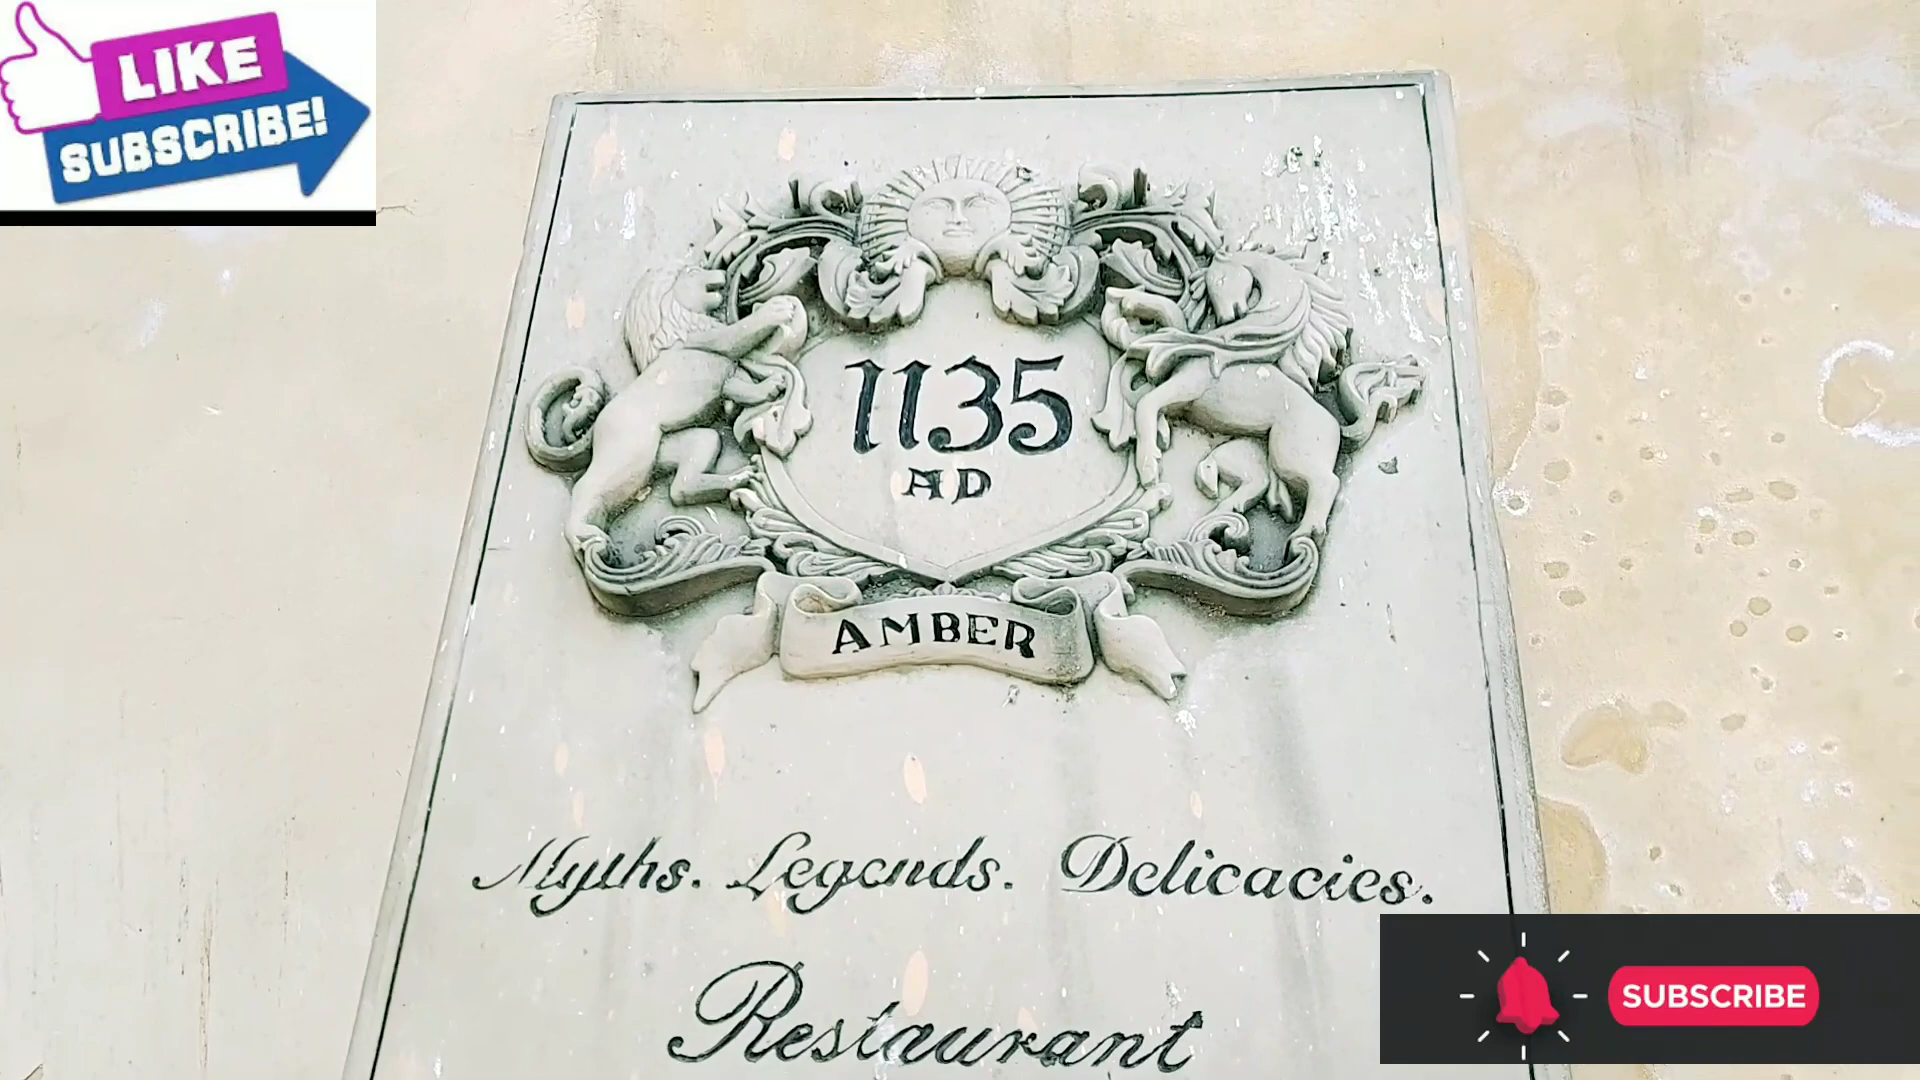 LIKE
SUBSCRIBE!
1135
AD
AMBER
Myths. Legends. Delicacies.
Restaurant
SUBSCRIBE